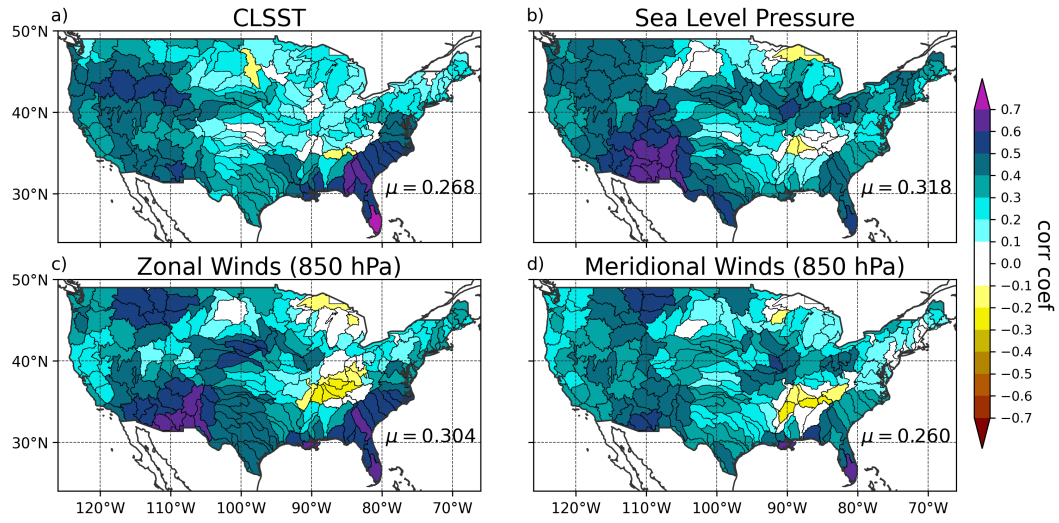 a) CLSST
b) Sea Level Pressure
50°N
40°N
30°N
μ = 0.268
μ = 0.318
c) Zonal Winds (850 hPa)
d) Meridional Winds (850 hPa)
50°N
40°N
30°N
μ = 0.304
μ = 0.260
120°W 110°W 100°W 90°W 80°W 70°W
120°W 110°W 100°W 90°W 80°W 70°W
0.7
0.6
0.5
0.4
0.3
0.2
0.1
0.0
−0.1
−0.2
−0.3
−0.4
−0.5
−0.6
−0.7
corr coef